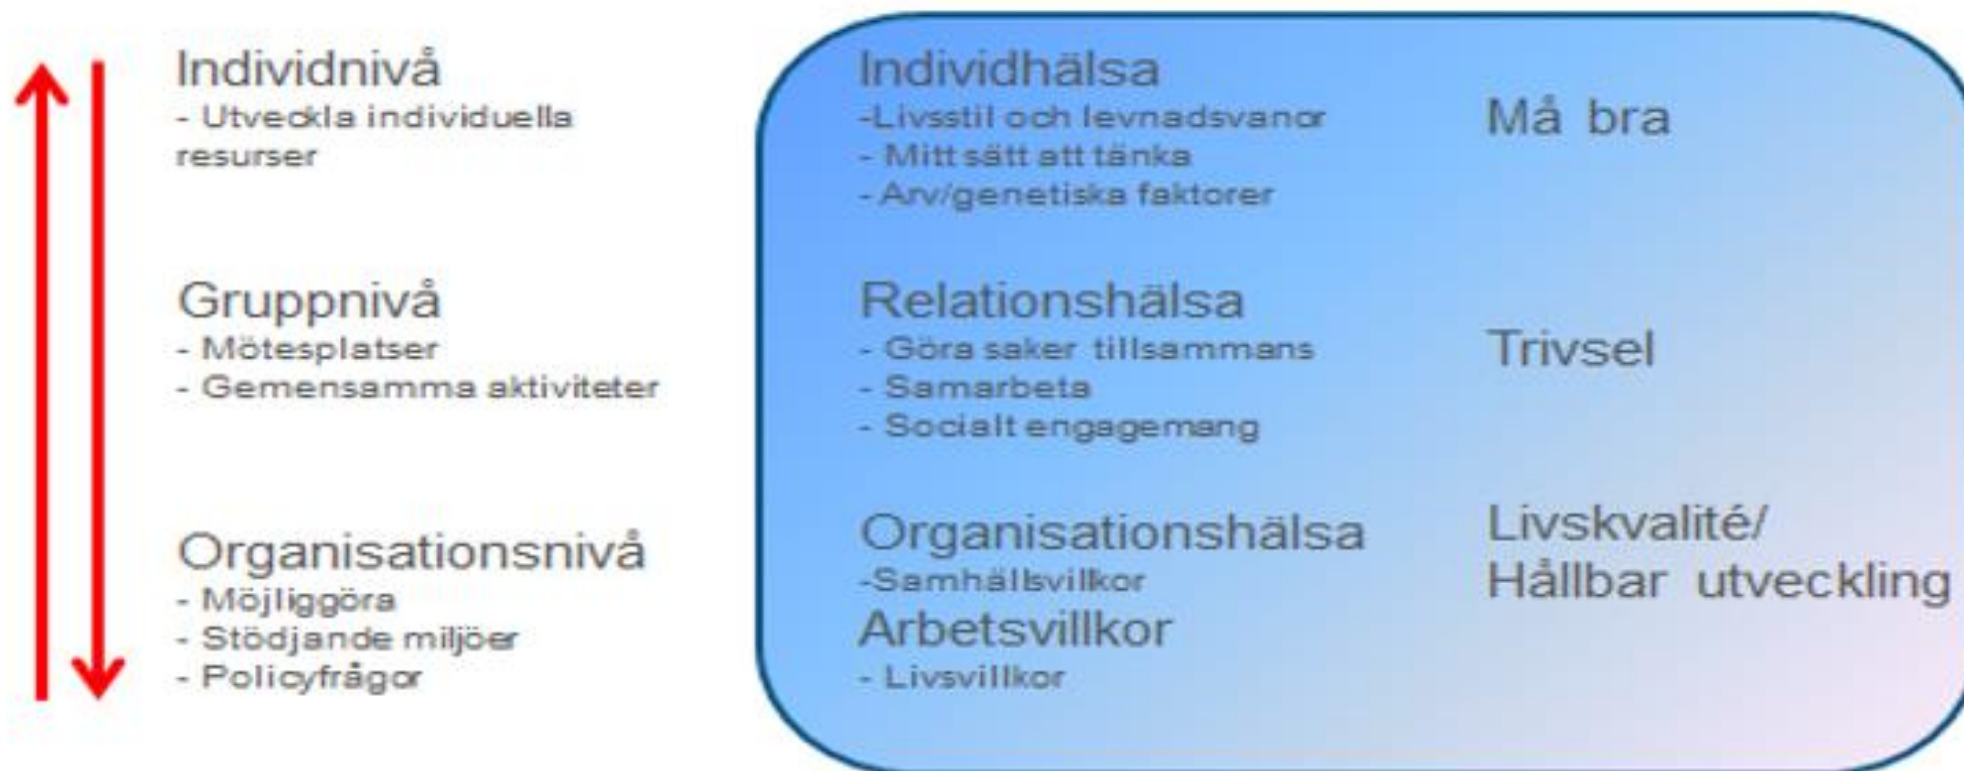 Individnivå
- Utveckla individuella
resurser
Gruppnivå
- Mötesplatser
- Gemensamma aktiviteter
Organisationsnivå
- Möjliggöra
- Stödjande miljöer
- Policyfrågor
Individhälsa
-Livsstil och levnadsvanor
- Mitt sätt att tänka
- Arv/genetiska faktorer
Relationshälsa
- Göra saker tillsammans
- Samarbeta
- Socialt engagemang
Organisationshälsa
-Samhällsvillkor
Arbetsvillkor
- Livsvillkor
Må bra
Trivsel
Livskvalité/
Hållbar utveckling